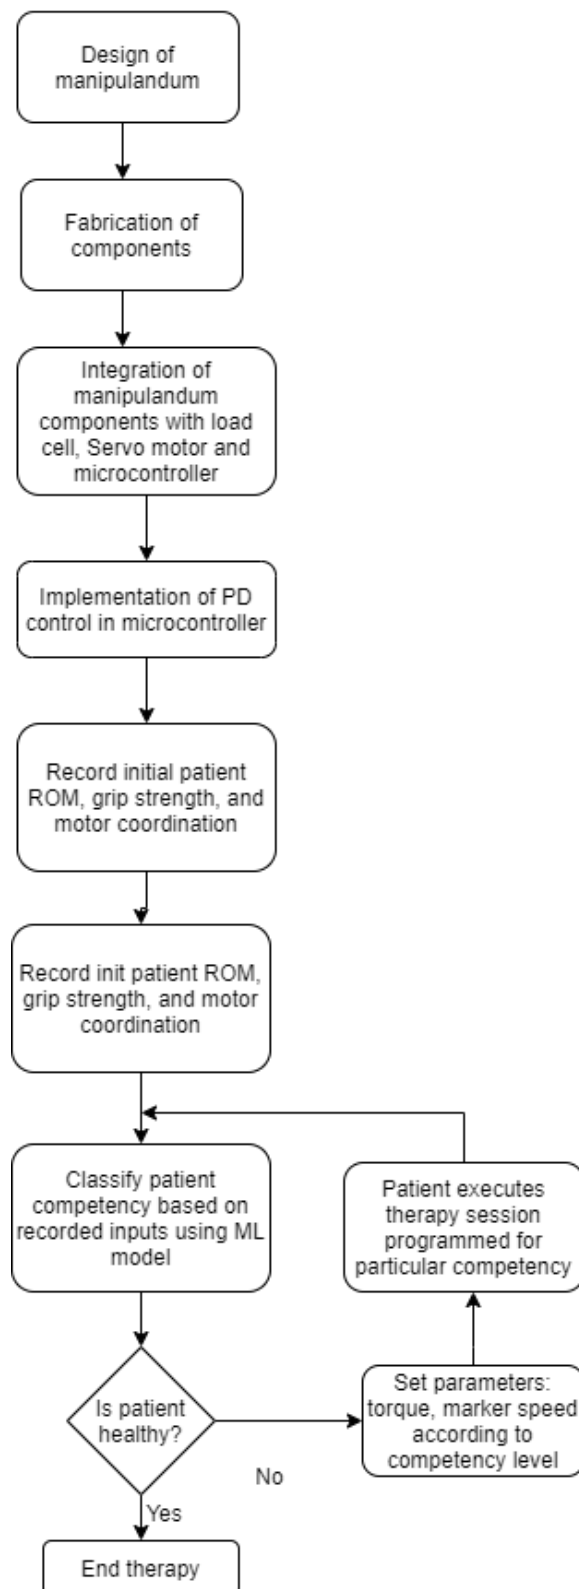 Design of
manipulandum
Fabrication of
components
Integration of
manipulandum
components with load
cell, Servo motor and
microcontroller
Implementation of PD
control in microcontroller
Record initial patient
ROM, grip strength, and
motor coordination
Record init patient ROM,
grip strength, and motor
coordination
Classify patient
competency based on
recorded inputs using ML
model
Patient executes
therapy session
programmed for
particular competency
Is patient
healthy?
Set parameters:
torque, marker speed
according to
competency level
No
Yes
End therapy